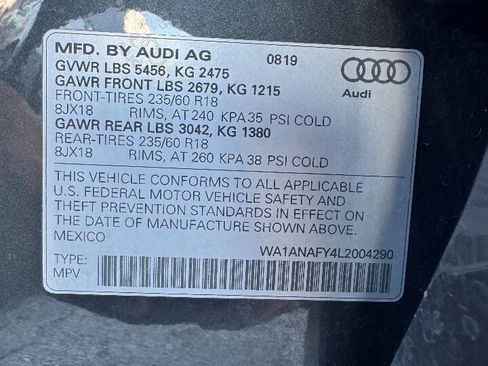 MFD. BY AUDI AG 0819
GVWR LBS 5456, KG 2475
GAWR FRONT LBS 2679, KG 1215
FRONT-TIRES 235/60 R18
8JX18 RIMS, AT 240 KPA 35 PSI COLD
GAWR REAR LBS 3042, KG 1380
REAR-TIRES 235/60 R18
8JX18 RIMS, AT 260 KPA 38 PSI COLD
Audi
THIS VEHICLE CONFORMS TO ALL APPLICABLE
U.S. FEDERAL MOTOR VEHICLE SAFETY AND
THEFT PREVENTION STANDARDS IN EFFECT ON
THE DATE OF MANUFACTURE SHOWN ABOVE.
MEXICO
WA1ANAFY4L2004290
TYPE:
MPV